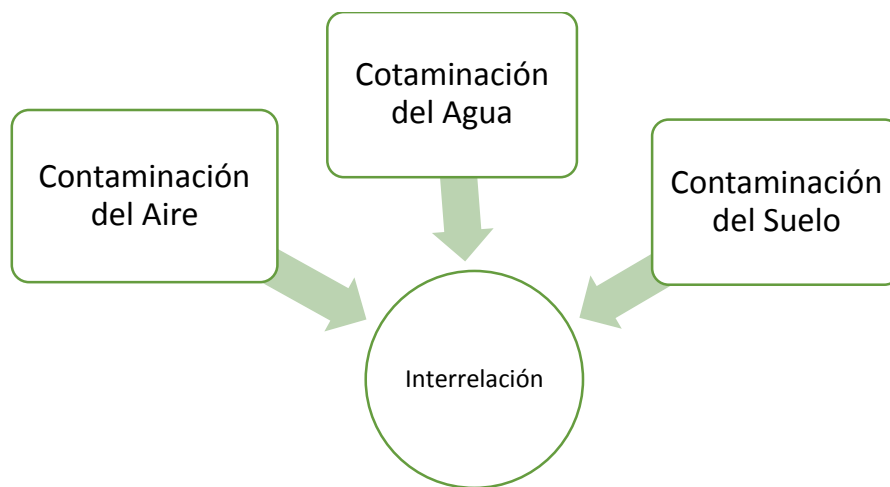 Contaminación
del Aire
Cotaminación
del Agua
Contaminación
del Suelo
Interrelación